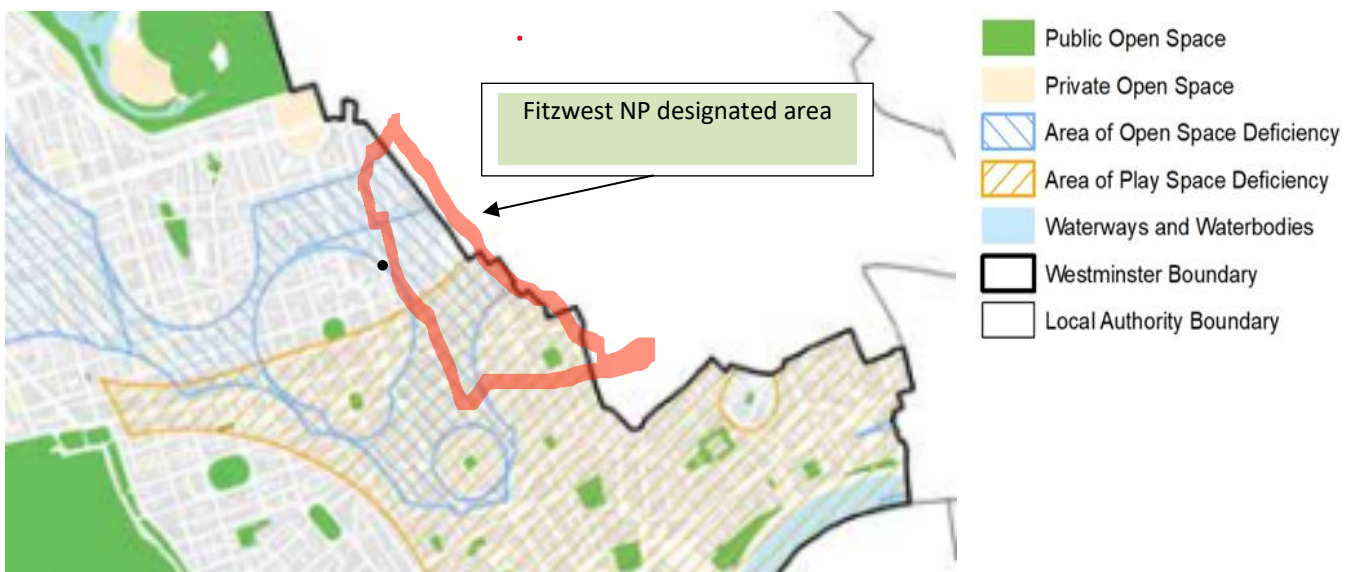 Fitzwest NP designated area
Public Open Space
Private Open Space
Area of Open Space Deficiency
Area of Play Space Deficiency
Waterways and Waterbodies
Westminster Boundary
Local Authority Boundary